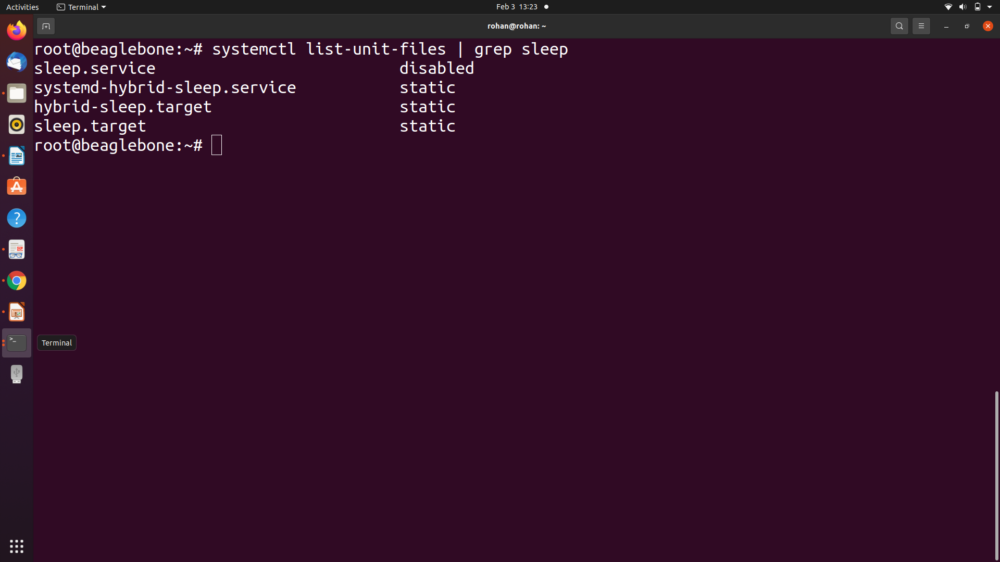 Activities Terminal Feb 3 13:23
rohan@rohan: ~
root@beaglebone:~# systemctl list-unit-files | grep sleep
sleep.service disabled
systemd-hybrid-sleep.service static
hybrid-sleep.target static
sleep.target static
root@beaglebone:~#
Terminal